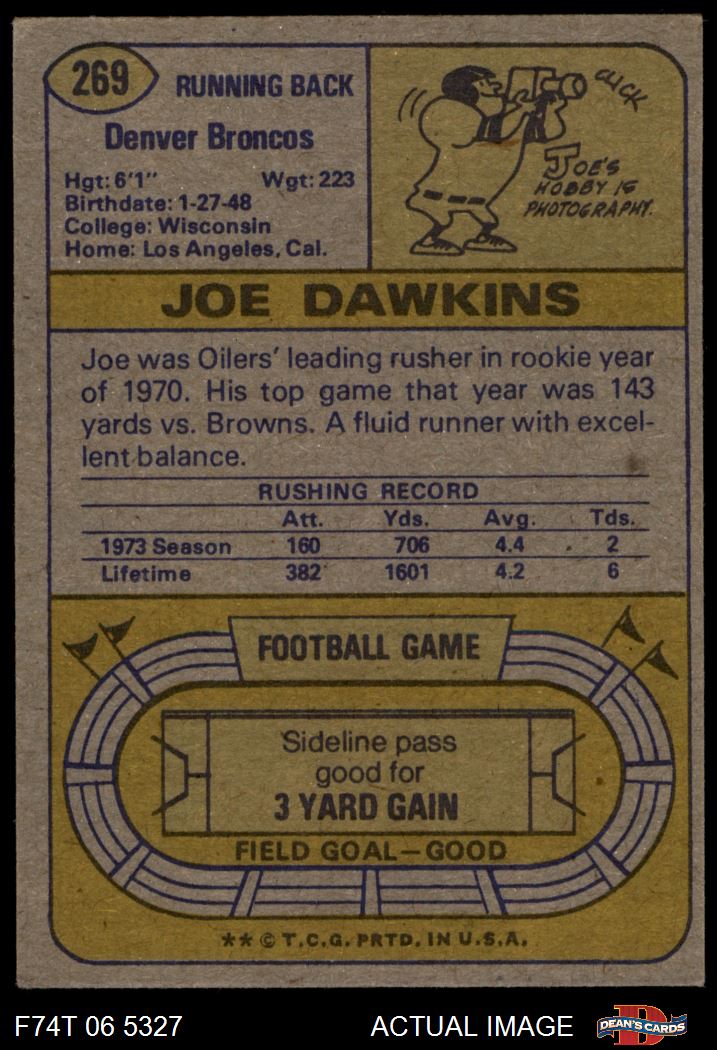 269
RUNNING BACK
Denver Broncos
Hgt: 6'1" Wgt: 223
Birthdate: 1-27-48
College: Wisconsin
Home: Los Angeles, Cal.
CLICK
JOE'S
HOBBY IS
PHOTOGRAPHY.
JOE DAWKINS
Joe was Oilers' leading rusher in rookie year
of 1970. His top game that year was 143
yards vs. Browns. A fluid runner with excel-
lent balance.
RUSHING RECORD
Att. Yds. Avg. Tds.
1973 Season 160 706 4.4 2
Lifetime 382 1601 4.2 6
FOOTBALL GAME
Sideline pass
good for
3 YARD GAIN
FIELD GOAL—GOOD
** © T.C.G. PRTD. IN U.S.A.
F74T 06 5327 ACTUAL IMAGE
D
DEAN'S CARDS